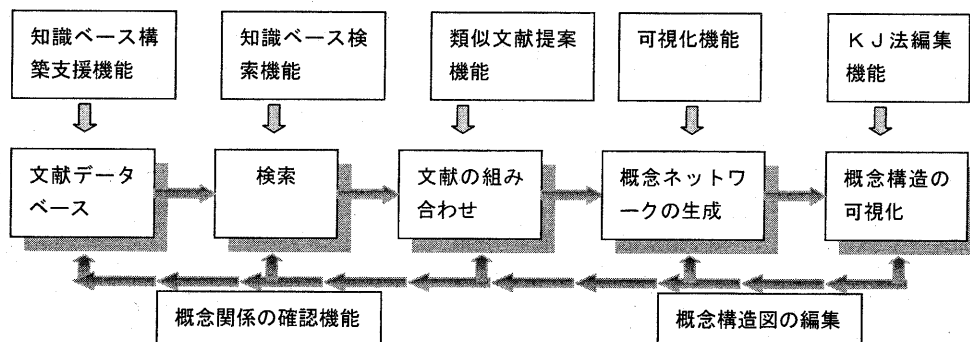 知識ベース構
築支援機能
知識ベース検
索機能
類似文献提案
機能
可視化機能
ＫＪ法編集
機能
文献データ
ベース
検索
文献の組み
合わせ
概念ネットワ
ークの生成
概念構造の
可視化
概念関係の確認機能
概念構造図の編集